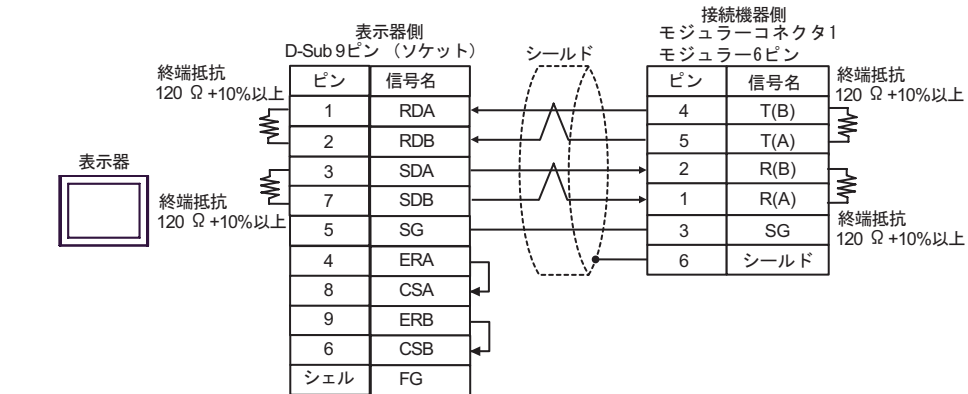 表示器側
D-Sub 9ピン （ソケット）
シールド
接続機器側
モジュラーコネクタ1
モジュラー6ピン
終端抵抗
120 Ω +10%以上
ピン 信号名
1 RDA
2 RDB
3 SDA
7 SDB
5 SG
4 ERA
8 CSA
9 ERB
6 CSB
シェル FG
表示器
終端抵抗
120 Ω +10%以上
ピン 信号名
4 T(B)
5 T(A)
2 R(B)
1 R(A)
3 SG
6 シールド
終端抵抗
120 Ω +10%以上
終端抵抗
120 Ω +10%以上